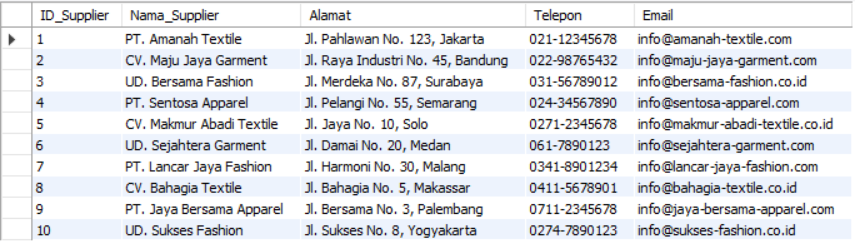 ID_Supplier Nama_Supplier Alamat Telepon Email
1 PT. Amanah Textile Jl. Pahlawan No. 123, Jakarta 021-12345678 info@amanah-textile.com
2 CV. Maju Jaya Garment Jl. Raya Industri No. 45, Bandung 022-98765432 info@maju-jaya-garment.com
3 UD. Bersama Fashion Jl. Merdeka No. 87, Surabaya 031-56789012 info@bersama-fashion.co.id
4 PT. Sentosa Apparel Jl. Pelangi No. 55, Semarang 024-34567890 info@sentosa-apparel.com
5 CV. Makmur Abadi Textile Jl. Jaya No. 10, Solo 0271-2345678 info@makmur-abadi-textile.co.id
6 UD. Sejahtera Garment Jl. Damai No. 20, Medan 061-7890123 info@sejahtera-garment.com
7 PT. Lancar Jaya Fashion Jl. Harmoni No. 30, Malang 0341-8901234 info@lancar-jaya-fashion.com
8 CV. Bahagia Textile Jl. Bahagia No. 5, Makassar 0411-5678901 info@bahagia-textile.co.id
9 PT. Jaya Bersama Apparel Jl. Bersama No. 3, Palembang 0711-2345678 info@jaya-bersama-apparel.com
10 UD. Sukses Fashion Jl. Sukses No. 8, Yogyakarta 0274-7890123 info@sukses-fashion.co.id